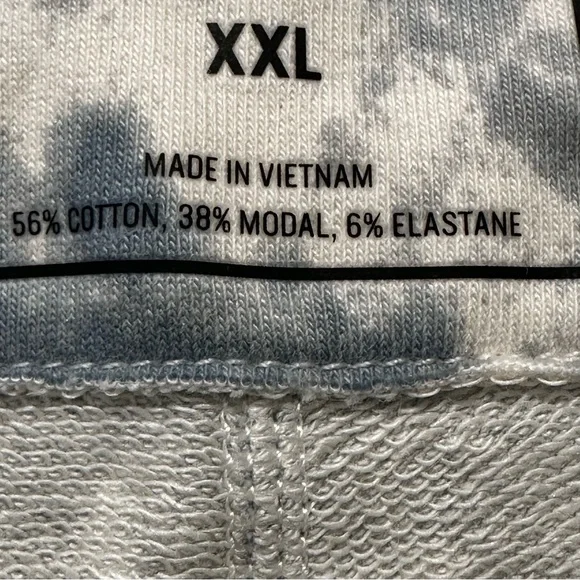 XXL
MADE IN VIETNAM
56% COTTON, 38% MODAL, 6% ELASTANE